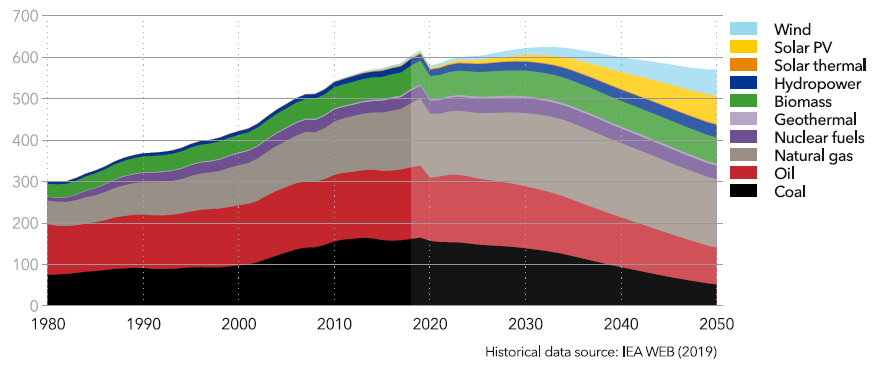 700
600
500
400
300
200
100
0
1980 1990 2000 2010 2020 2030 2040 2050
Wind
Solar PV
Solar thermal
Hydropower
Biomass
Geothermal
Nuclear fuels
Natural gas
Oil
Coal
Historical data source: IEA WEB (2019)